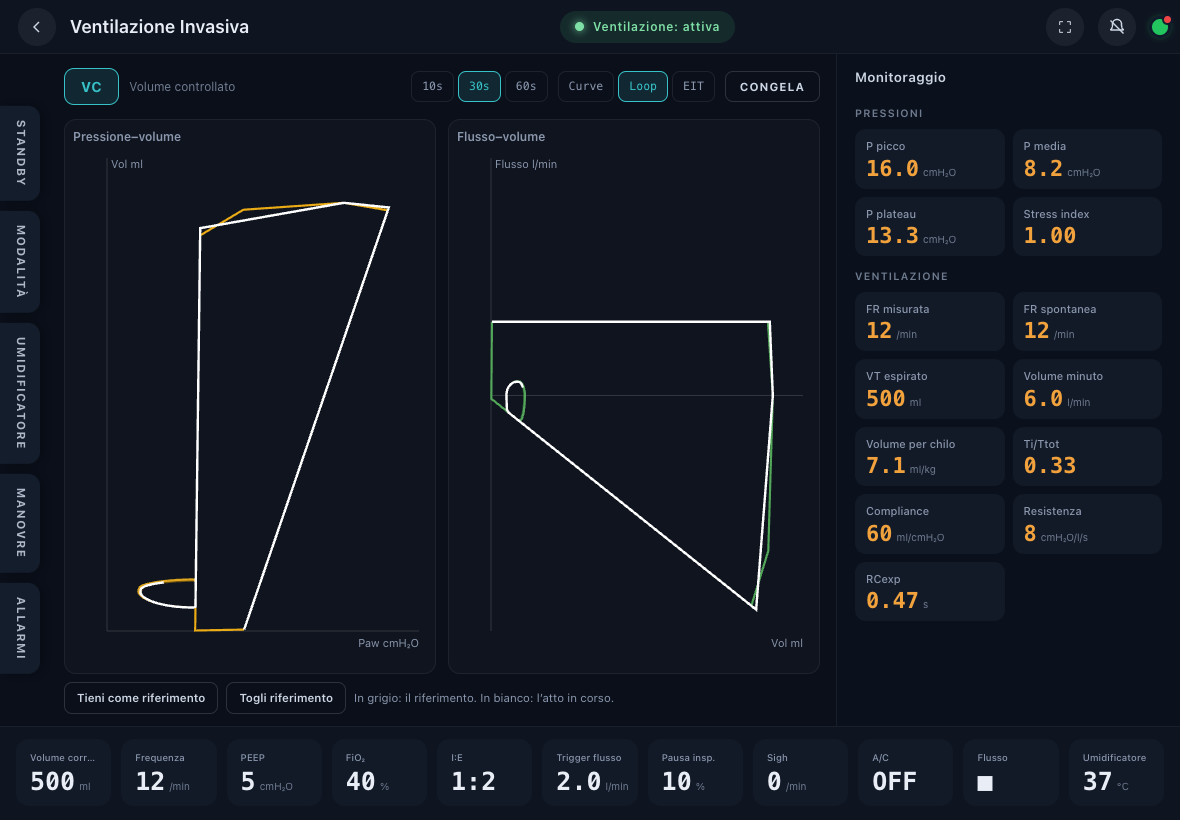 Ventilazione Invasiva
Ventilazione: attiva
VC
Volume controllato
10s
30s
60s
Curve
Loop
EIT
CONGELA
STANDBY
MODALITÀ
UMIDIFICATORE
MANOVRE
ALLARMI
Pressione–volume
Vol ml
Paw cmH₂O
Flusso–volume
Flusso l/min
Vol ml
Tieni come riferimento
Togli riferimento
In grigio: il riferimento. In bianco: l'atto in corso.
Monitoraggio
PRESSIONI
P picco
16.0 cmH₂O
P media
8.2 cmH₂O
P plateau
13.3 cmH₂O
Stress index
1.00
VENTILAZIONE
FR misurata
12 /min
FR spontanea
12 /min
VT espirato
500 ml
Volume minuto
6.0 l/min
Volume per chilo
7.1 ml/kg
Ti/Ttot
0.33
Compliance
60 ml/cmH₂O
Resistenza
8 cmH₂O/l/s
RCexp
0.47 s
Volume corr…
500 ml
Frequenza
12 /min
PEEP
5 cmH₂O
FiO₂
40 %
I:E
1:2
Trigger flusso
2.0 l/min
Pausa insp.
10 %
Sigh
0 /min
A/C
OFF
Flusso
■
Umidificatore
37 °C